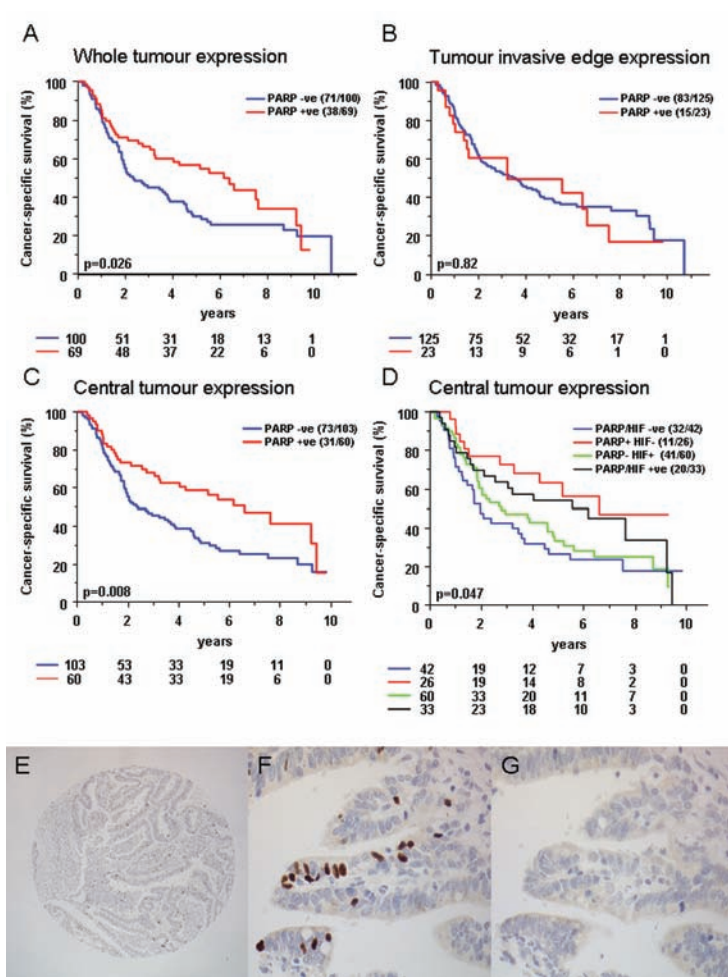 A
Whole tumour expression
Cancer-specific survival (%)
100
80
60
40
20
0
PARP -ve (71/100)
PARP +ve (38/69)
p=0.026
0 2 4 6 8 10
years
100 51 31 18 13 1
69 48 37 22 6 0
B
Tumour invasive edge expression
Cancer-specific survival (%)
100
80
60
40
20
0
PARP -ve (83/125)
PARP +ve (15/23)
p=0.82
0 2 4 6 8 10
years
125 75 52 32 17 1
23 13 9 6 1 0
C
Central tumour expression
Cancer-specific survival (%)
100
80
60
40
20
0
PARP -ve (73/103)
PARP +ve (31/60)
p=0.008
0 2 4 6 8 10
years
103 53 33 19 11 0
60 43 33 19 6 0
D
Central tumour expression
Cancer-specific survival (%)
100
80
60
40
20
0
PARP/HIF -ve (32/42)
PARP+ HIF- (11/26)
PARP- HIF+ (41/60)
PARP/HIF +ve (20/33)
p=0.047
0 2 4 6 8 10
years
42 19 12 7 3 0
26 19 14 8 2 0
60 33 20 11 7 0
33 23 18 10 3 0
E
F
G